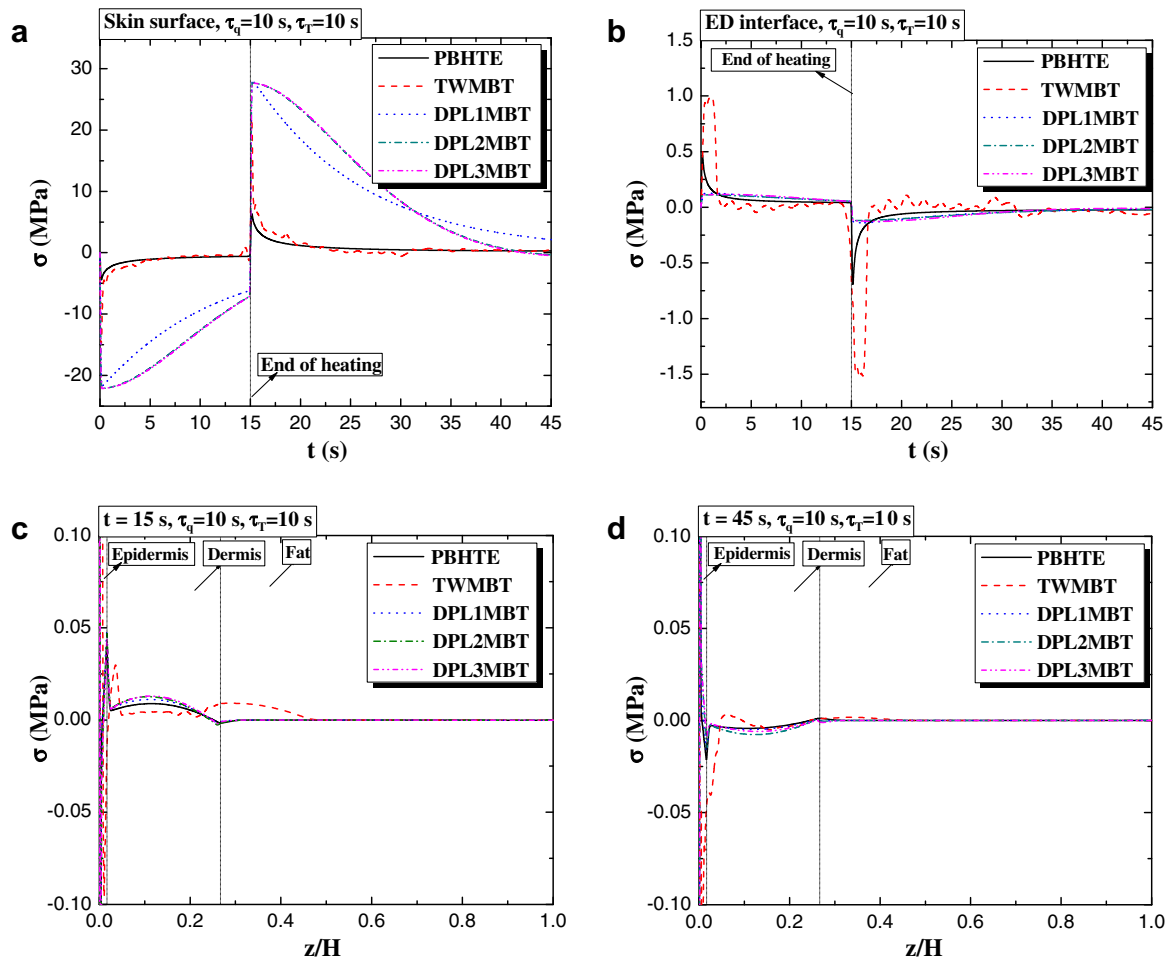 a
Skin surface, τq=10 s, τT=10 s
PBHTE
TWMBT
DPL1MBT
DPL2MBT
DPL3MBT
End of heating
σ (MPa)
30
20
10
0
-10
-20
0 5 10 15 20 25 30 35 40 45
t (s)
b
ED interface, τq=10 s, τT=10 s
End of heating
PBHTE
TWMBT
DPL1MBT
DPL2MBT
DPL3MBT
σ (MPa)
1.5
1.0
0.5
0.0
-0.5
-1.0
-1.5
0 5 10 15 20 25 30 35 40 45
t (s)
c
t = 15 s, τq=10 s, τT=10 s
Epidermis
Dermis
Fat
PBHTE
TWMBT
DPL1MBT
DPL2MBT
DPL3MBT
σ (MPa)
0.10
0.05
0.00
-0.05
-0.10
0.0 0.2 0.4 0.6 0.8 1.0
z/H
d
t = 45 s, τq=10 s, τT=10 s
Epidermis
Dermis
Fat
PBHTE
TWMBT
DPL1MBT
DPL2MBT
DPL3MBT
σ (MPa)
0.10
0.05
0.00
-0.05
-0.10
0.0 0.2 0.4 0.6 0.8 1.0
z/H